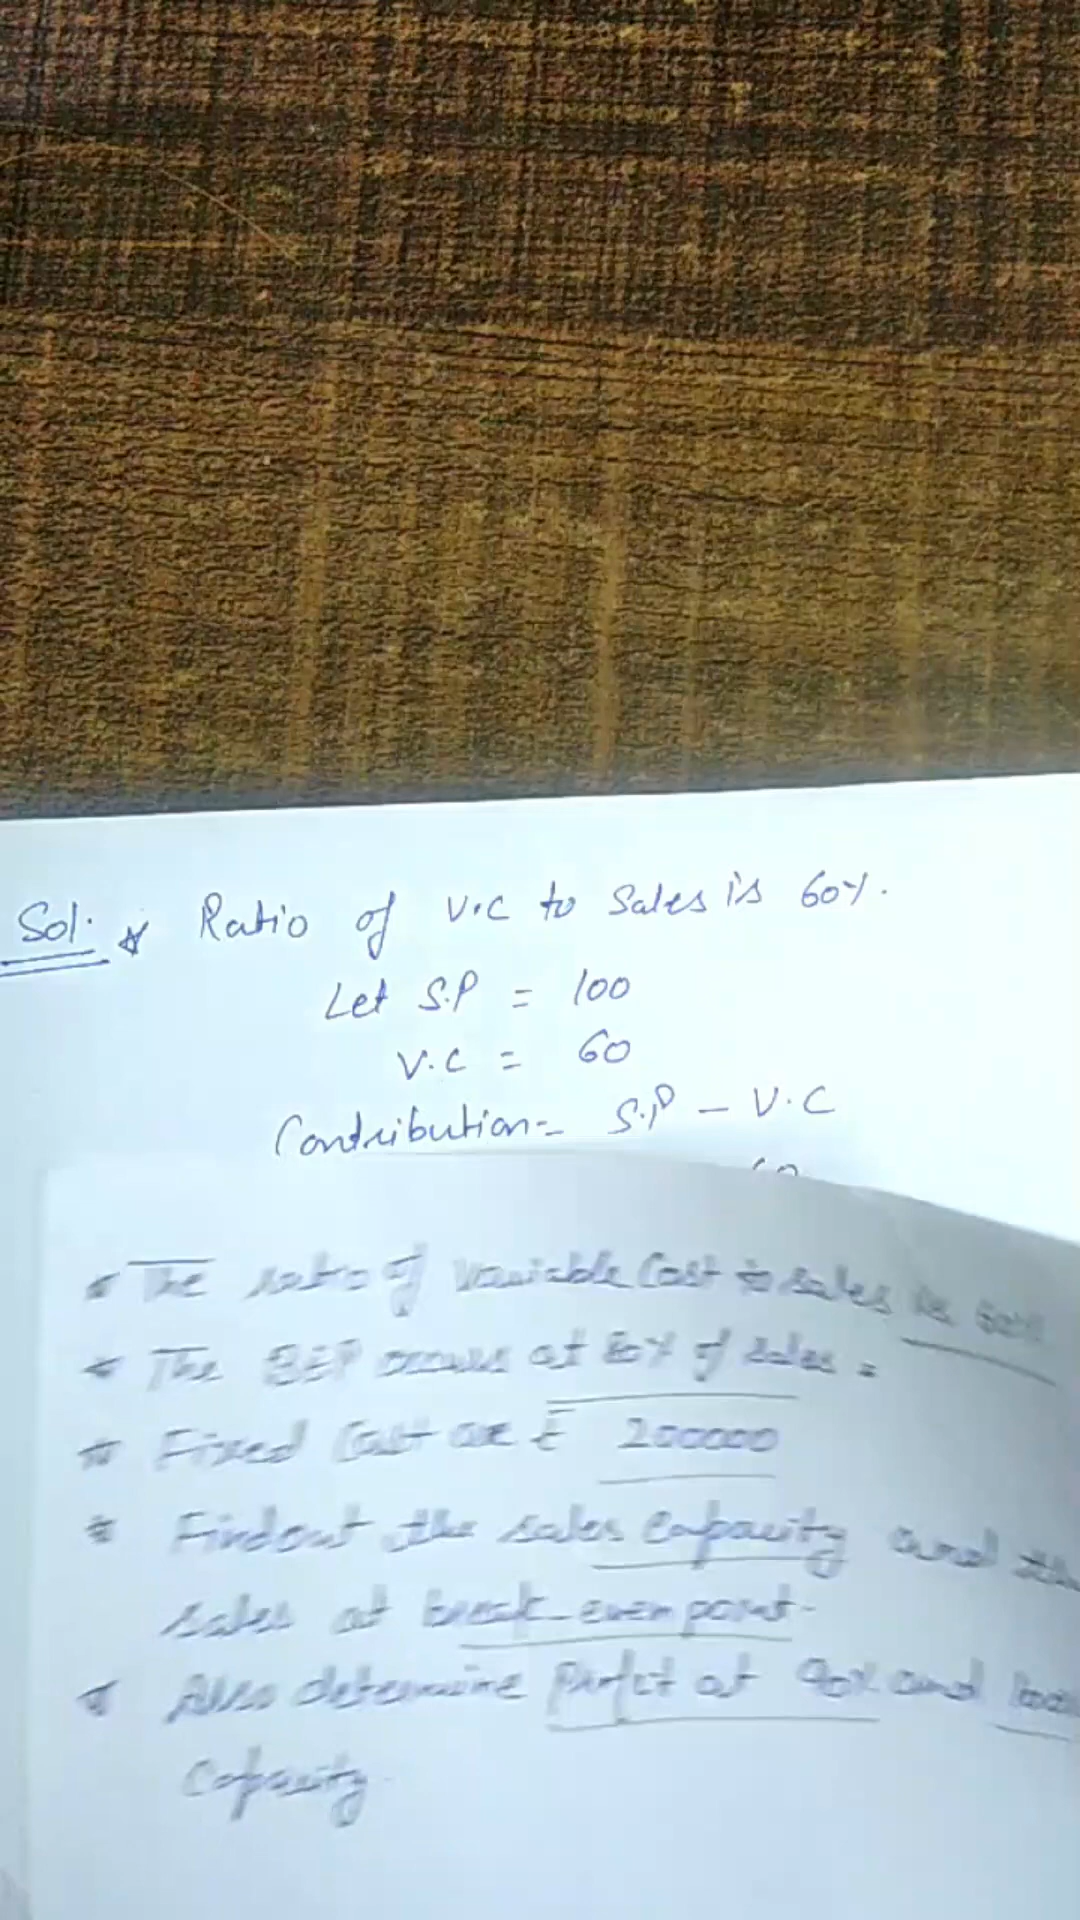 Sol. * Ratio of V.C to Sales is 60%.
Let S.P = 100
V.C = 60
Contribution = S.P - V.C
60
* The ratio of Variable Cost to Sales is 60%
* The BEP occurs at 80% of sales.
* Fixed Cost are ₹ 200000
* Findout the sales capacity and the
sales at break even point.
* Also determine Profit at 90% and 100%
Capacity